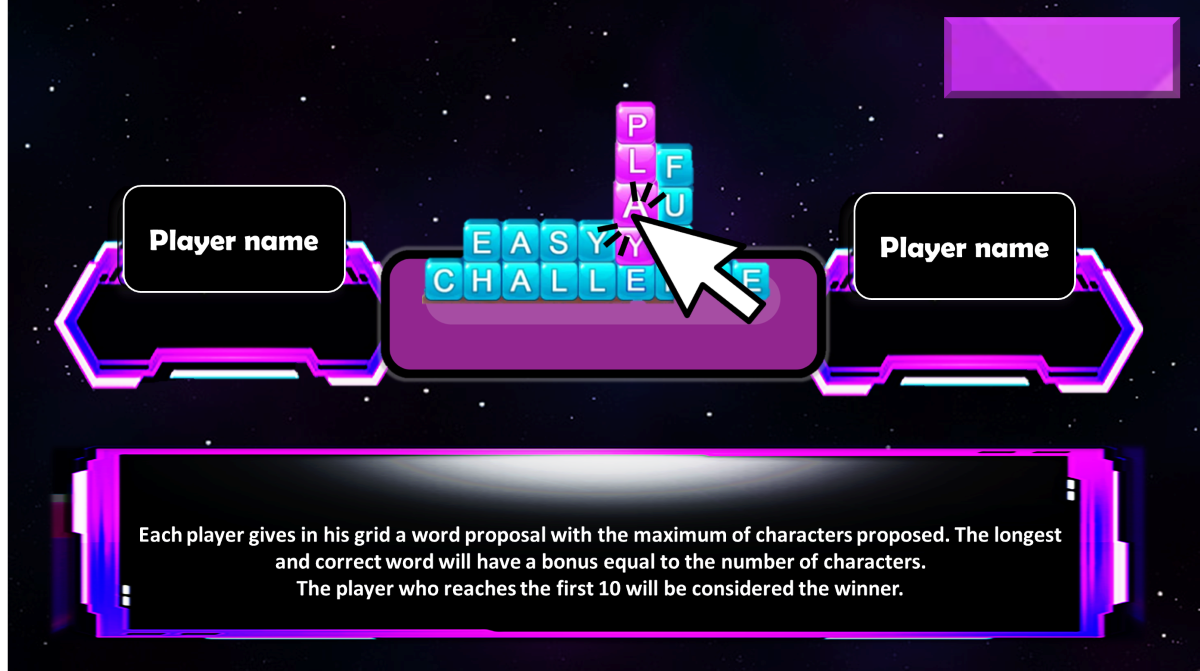 PLAY
FU
EASY
CHALLE
E
Player name
Player name
Each player gives in his grid a word proposal with the maximum of characters proposed. The longest
and correct word will have a bonus equal to the number of characters.
The player who reaches the first 10 will be considered the winner.